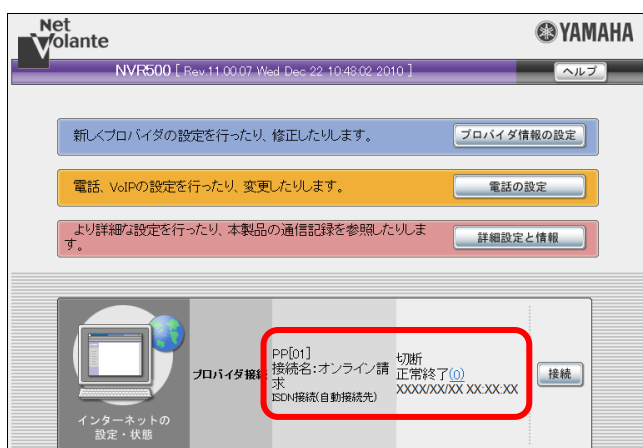 Net
Volante
YAMAHA
NVR500 [ Rev.11.00.07 Wed Dec 22 10:48:02 2010 ]
ヘルプ
新しくプロバイダの設定を行ったり、修正したりします。
プロバイダ情報の設定
電話、VoIPの設定を行ったり、変更したりします。
電話の設定
より詳細な設定を行ったり、本製品の通信記録を参照したりしま
す。
詳細設定と情報
インターネットの
設定・状態
プロバイダ接続
PP[01]
接続名:オンライン請
求
ISDN接続(自動接続先)
切断
正常終了(0)
XXXX/XX/XX XX:XX:XX
接続